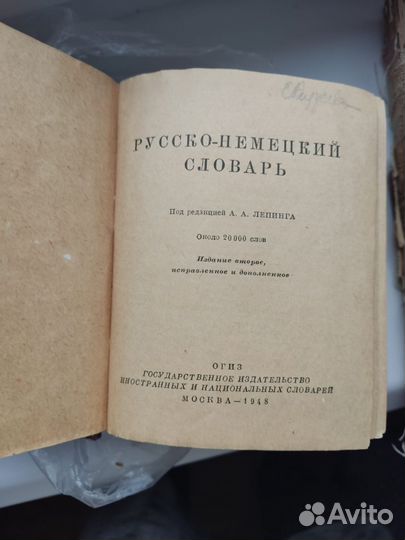 РУССКО-НЕМЕЦКИЙ
СЛОВАРЬ
Под редакцией А. А. ЛЕПИНГА
Около 20 000 слов
Издание второе,
исправленное и дополненное
ОГИЗ
ГОСУДАРСТВЕННОЕ ИЗДАТЕЛЬСТВО
ИНОСТРАННЫХ И НАЦИОНАЛЬНЫХ СЛОВАРЕЙ
МОСКВА—1948
Avito